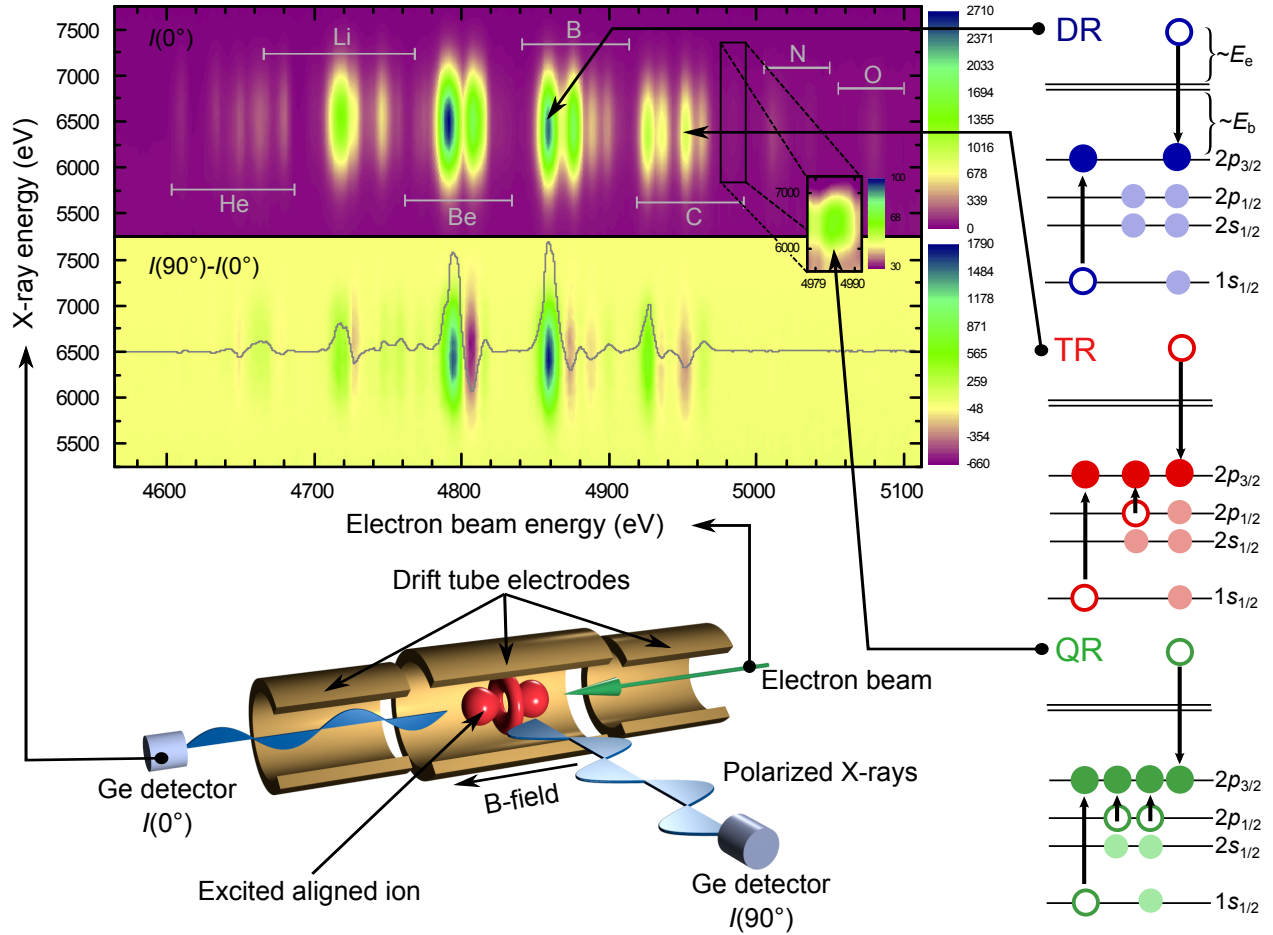 I(0°)
Li
B
N
O
He
Be
C
7500
7000
6500
6000
5500
2710
2371
2033
1694
1355
1016
678
339
0
7000
6000
4979 4990
100
68
30
I(90°)-I(0°)
7500
7000
6500
6000
5500
1790
1484
1178
871
565
259
-48
-354
-660
4600 4700 4800 4900 5000 5100
X-ray energy (eV)
Electron beam energy (eV)
DR
~Ee
~Eb
2p3/2
2p1/2
2s1/2
1s1/2
TR
2p3/2
2p1/2
2s1/2
1s1/2
QR
2p3/2
2p1/2
2s1/2
1s1/2
Drift tube electrodes
Electron beam
Polarized X-rays
B-field
Ge detector
I(0°)
Excited aligned ion
Ge detector
I(90°)